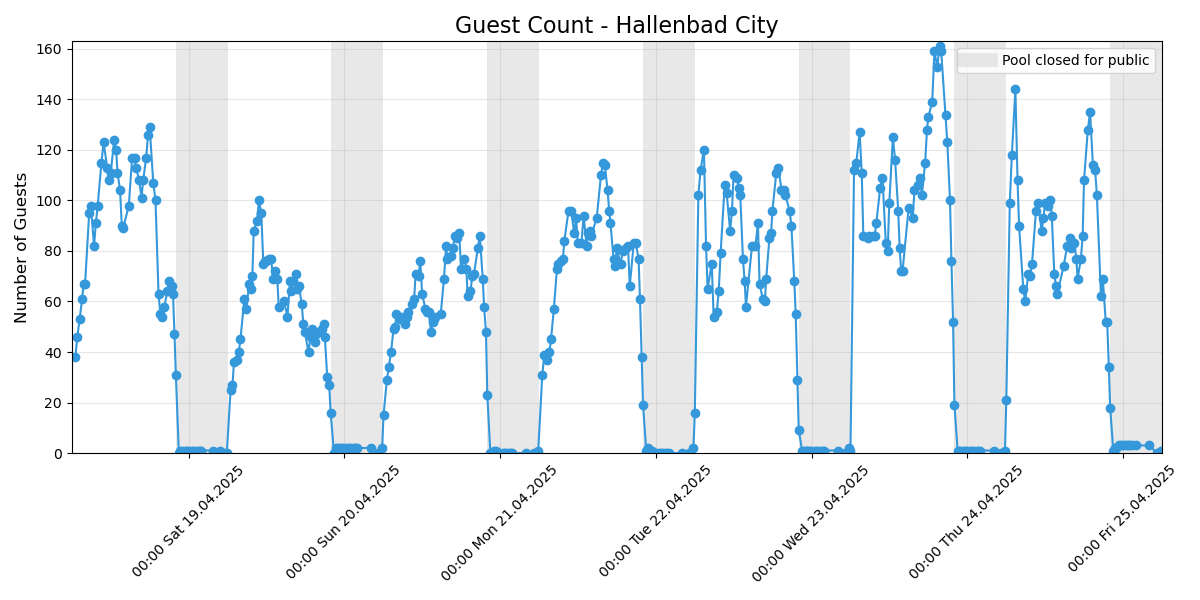 Guest Count - Hallenbad City
Pool closed for public
Number of Guests
160
140
120
100
80
60
40
20
0
00:00 Sat 19.04.2025
00:00 Sun 20.04.2025
00:00 Mon 21.04.2025
00:00 Tue 22.04.2025
00:00 Wed 23.04.2025
00:00 Thu 24.04.2025
00:00 Fri 25.04.2025